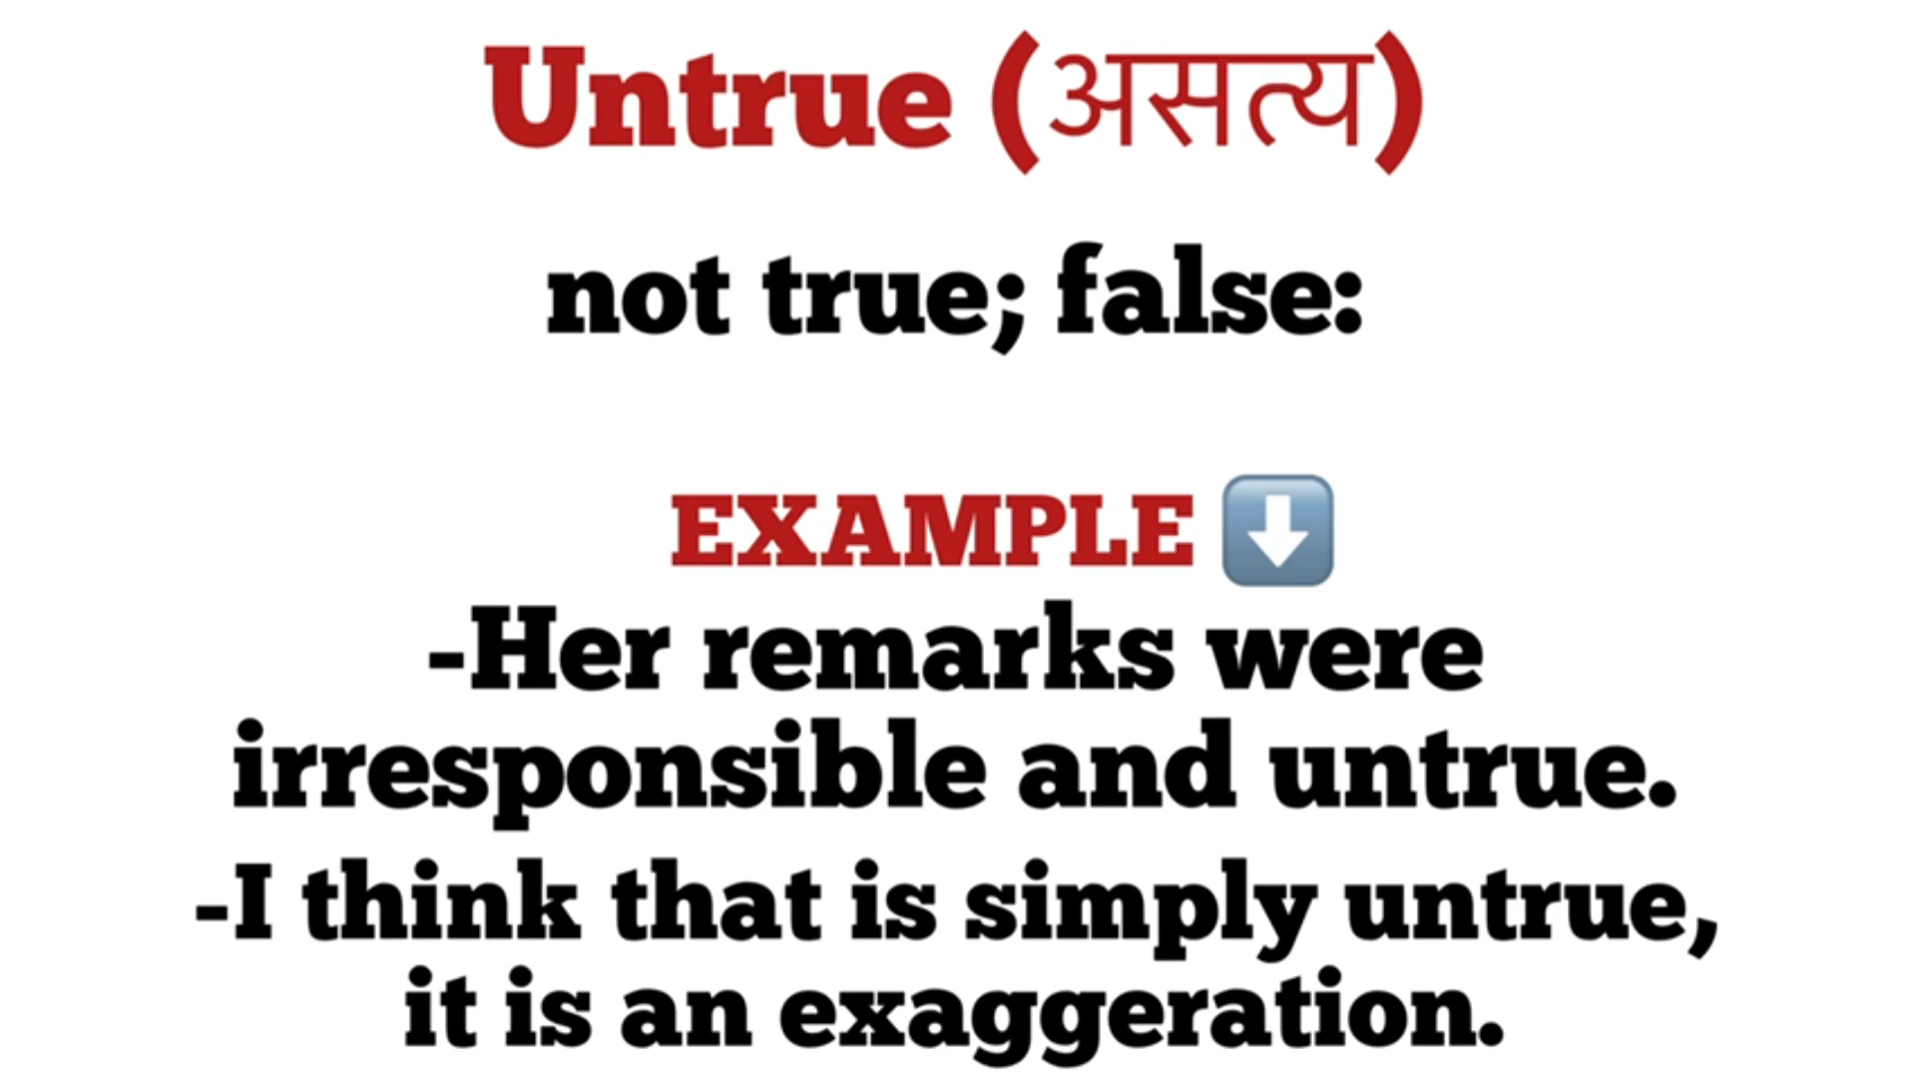 Untrue (असत्य)
not true; false:
EXAMPLE ⬇️
-Her remarks were
irresponsible and untrue.
-I think that is simply untrue,
it is an exaggeration.